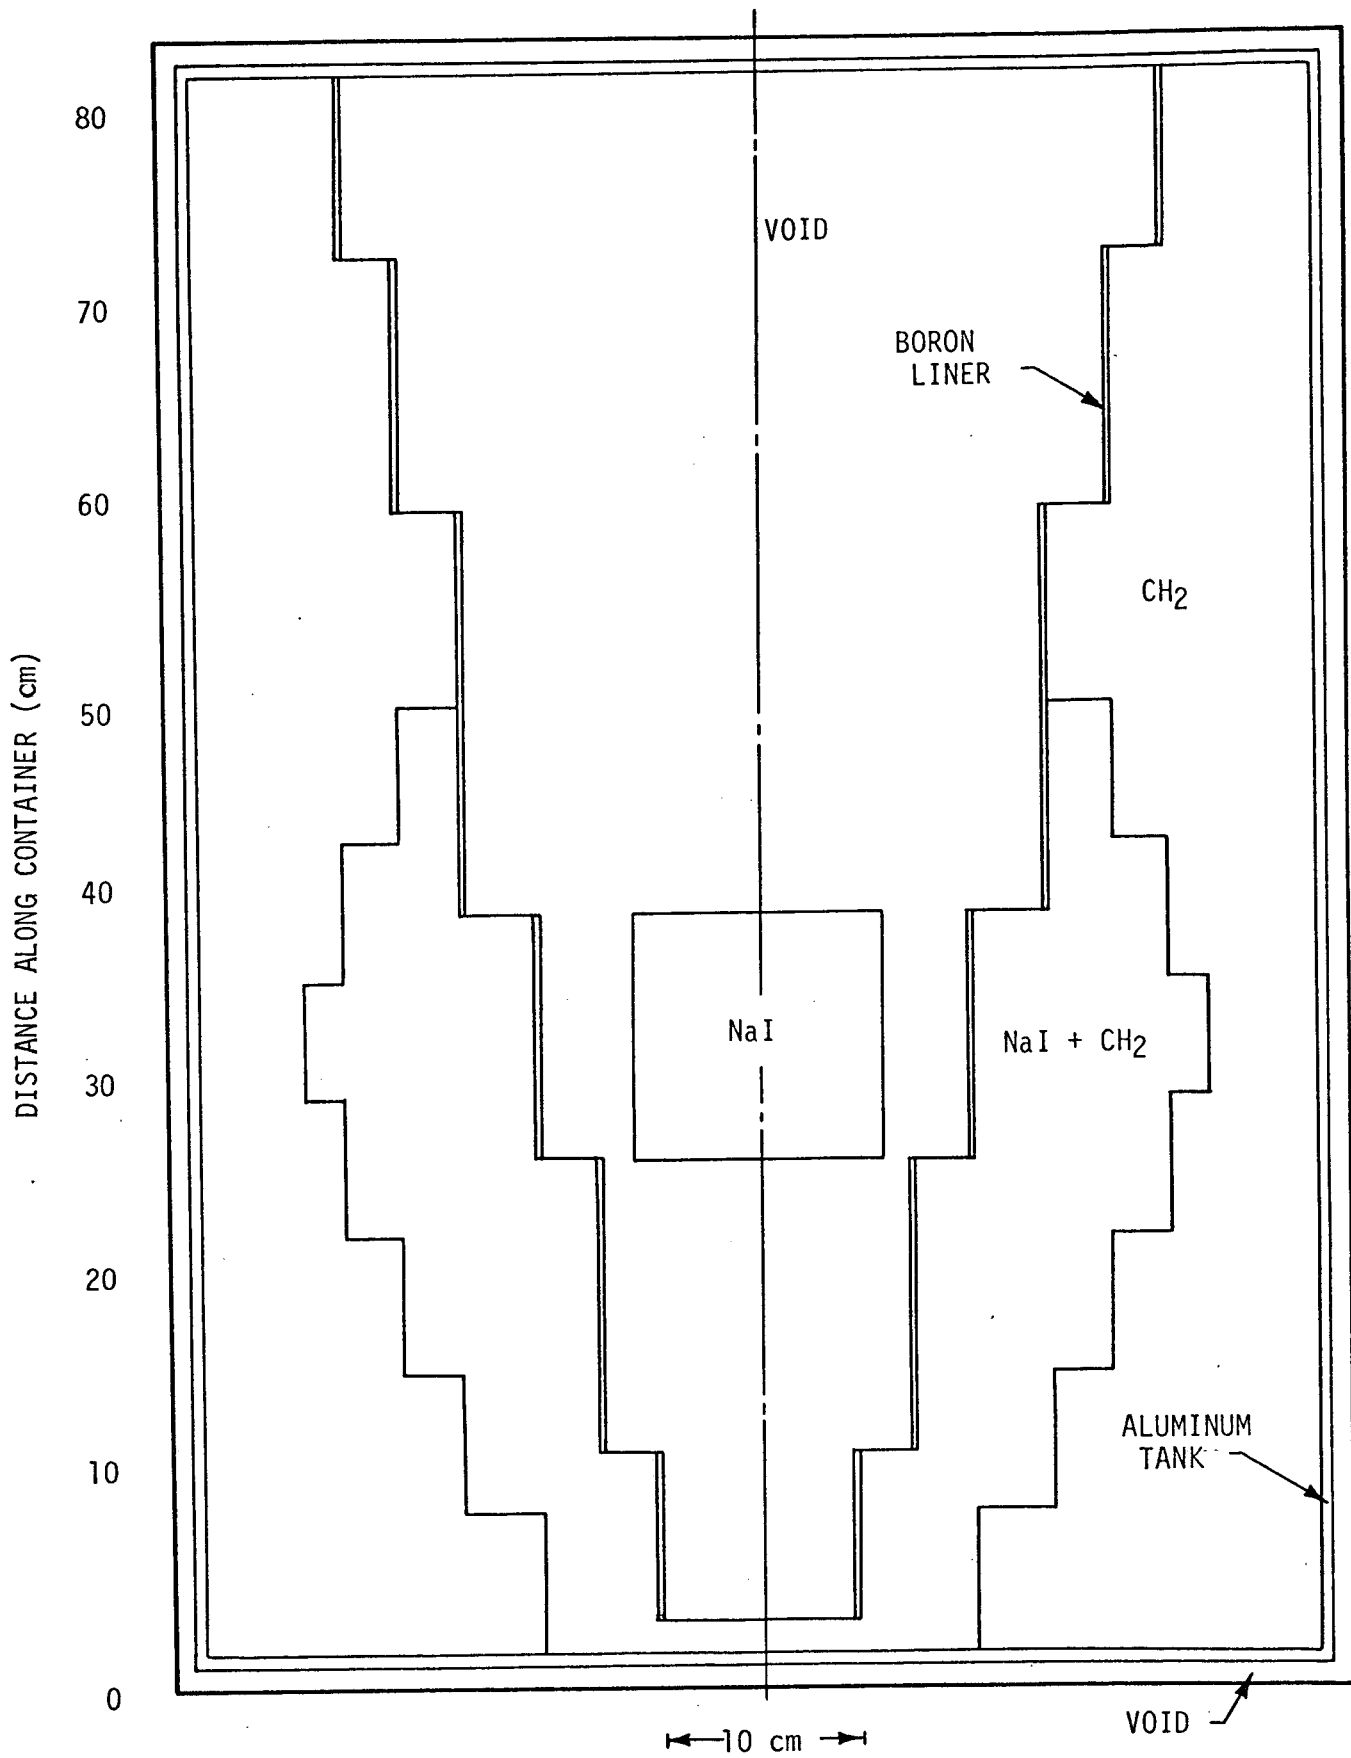 80
VOID
70
BORON
LINER
60
CH2
50
DISTANCE ALONG CONTAINER (cm)
40
NaI
NaI + CH2
30
20
ALUMINUM
TANK
10
0
VOID
10 cm